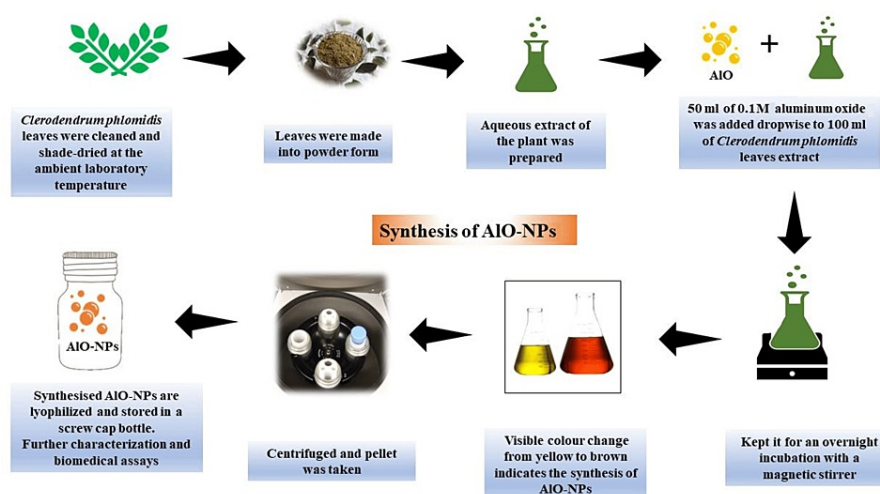 Clerodendrum phlomidis
leaves were cleaned and
shade-dried at the
ambient laboratory
temperature
Leaves were made
into powder form
Aqueous extract of
the plant was
prepared
AlO
+
50 ml of 0.1M aluminum oxide
was added dropwise to 100 ml
of Clerodendrum phlomidis
leaves extract
Synthesis of AlO-NPs
Kept it for an overnight
incubation with a
magnetic stirrer
Visible colour change
from yellow to brown
indicates the synthesis of
AlO-NPs
Centrifuged and pellet
was taken
AlO-NPs
Synthesised AlO-NPs are
lyophilized and stored in a
screw cap bottle.
Further characterization and
biomedical assays